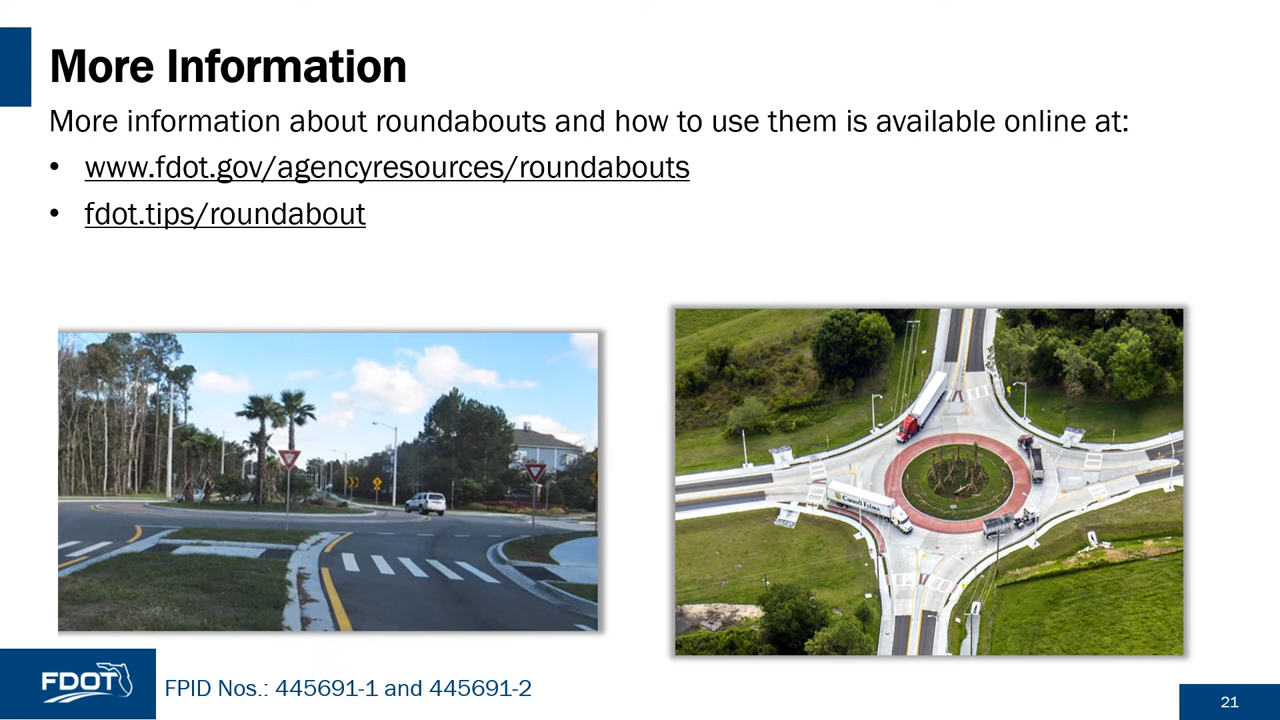 More Information
More information about roundabouts and how to use them is available online at:
• www.fdot.gov/agencyresources/roundabouts
• fdot.tips/roundabout
FDOT
FPID Nos.: 445691-1 and 445691-2
21